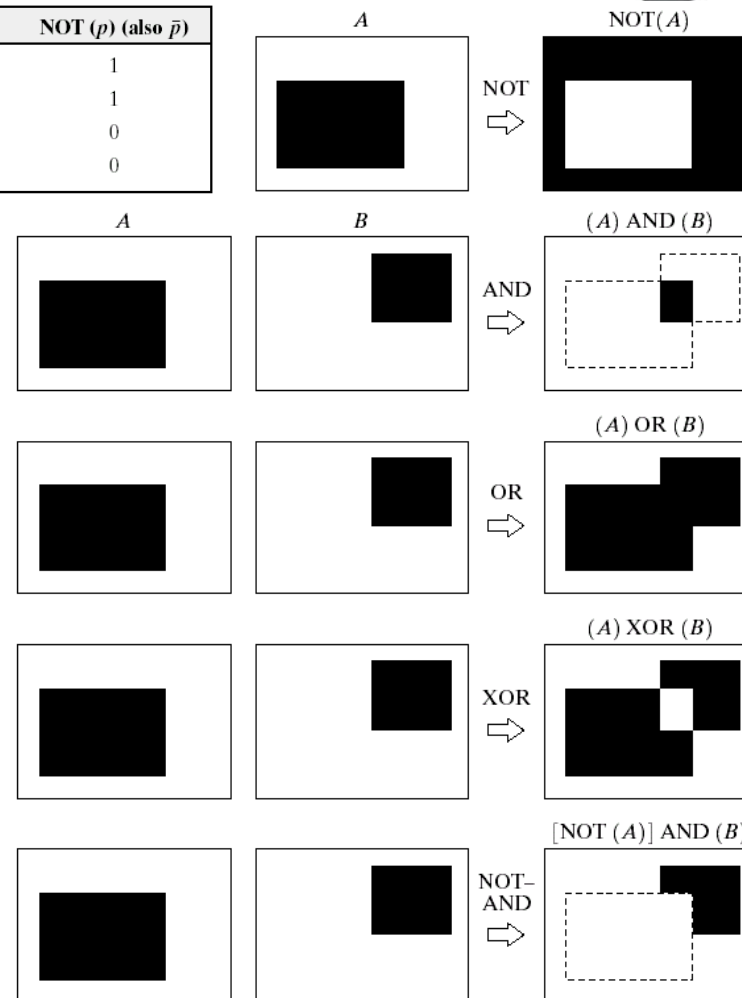 NOT (p) (also p̄)
1
1
0
0
A
NOT(A)
NOT
A
B
(A) AND (B)
AND
(A) OR (B)
OR
(A) XOR (B)
XOR
[NOT (A)] AND (B)
NOT–
AND